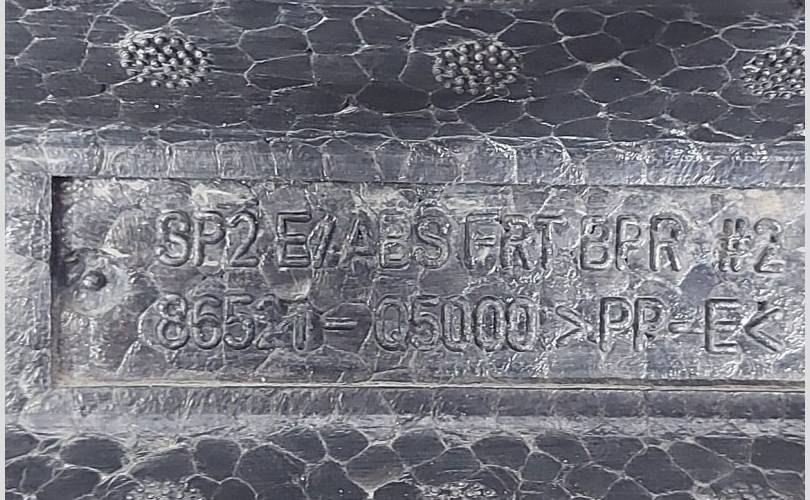 SP2 E/ABS FRT BPR #2
86521-Q5000 >PP-E<